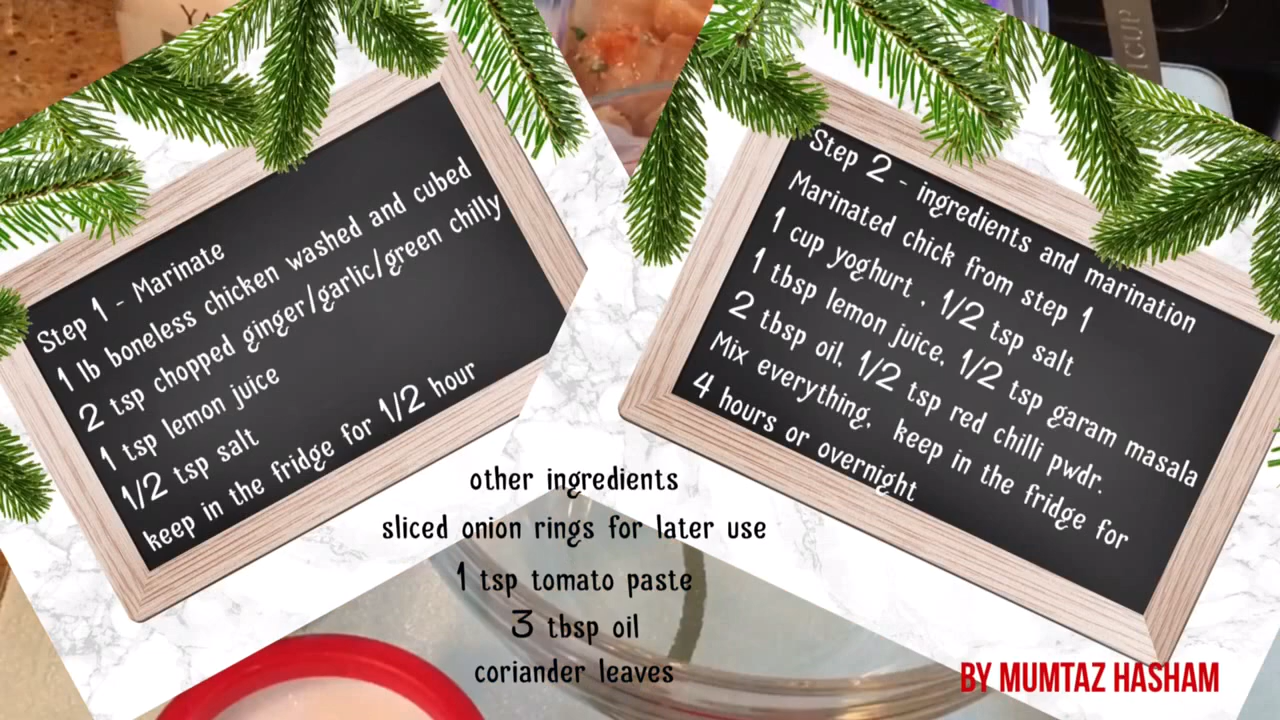 Step 1 - Marinate
1 lb boneless chicken washed and cubed
2 tsp chopped ginger/garlic/green chilly
1 tsp lemon juice
1/2 tsp salt
keep in the fridge for 1/2 hour
Step 2 - ingredients and marination
Marinated chick from step 1
1 cup yoghurt , 1/2 tsp salt
1 tbsp lemon juice, 1/2 tsp garam masala
2 tbsp oil, 1/2 tsp red chilli pwdr.
Mix everything, keep in the fridge for
4 hours or overnight
other ingredients
sliced onion rings for later use
1 tsp tomato paste
3 tbsp oil
coriander leaves
BY MUMTAZ HASHAM
CUP